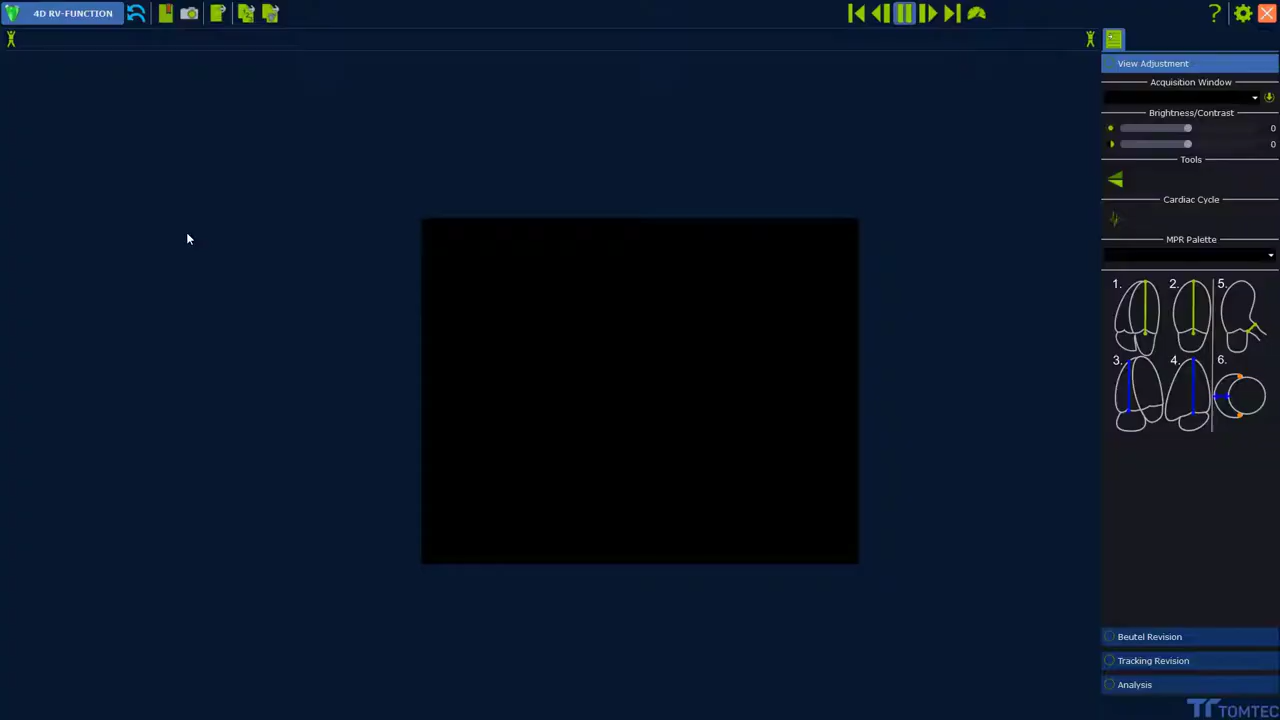 4D RV-FUNCTION
?
View Adjustment
Acquisition Window
Brightness/Contrast
0
0
Tools
Cardiac Cycle
MPR Palette
1. 2. 5.
3. 4. 6.
Beutel Revision
Tracking Revision
Analysis
TOMTEC